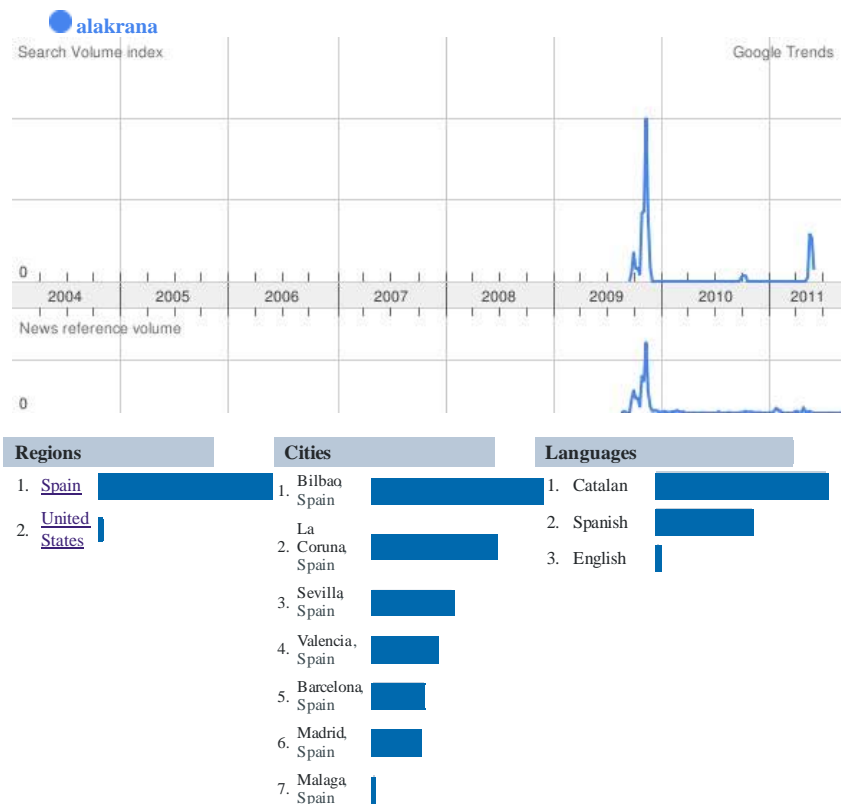 alakrana
Search Volume index Google Trends
0
2004 2005 2006 2007 2008 2009 2010 2011
News reference volume
0
Regions
1. Spain
2. United
States
Cities
1. Bilbao,
Spain
2. La
Coruna,
Spain
3. Sevilla,
Spain
4. Valencia,
Spain
5. Barcelona,
Spain
6. Madrid,
Spain
7. Malaga,
Spain
Languages
1. Catalan
2. Spanish
3. English